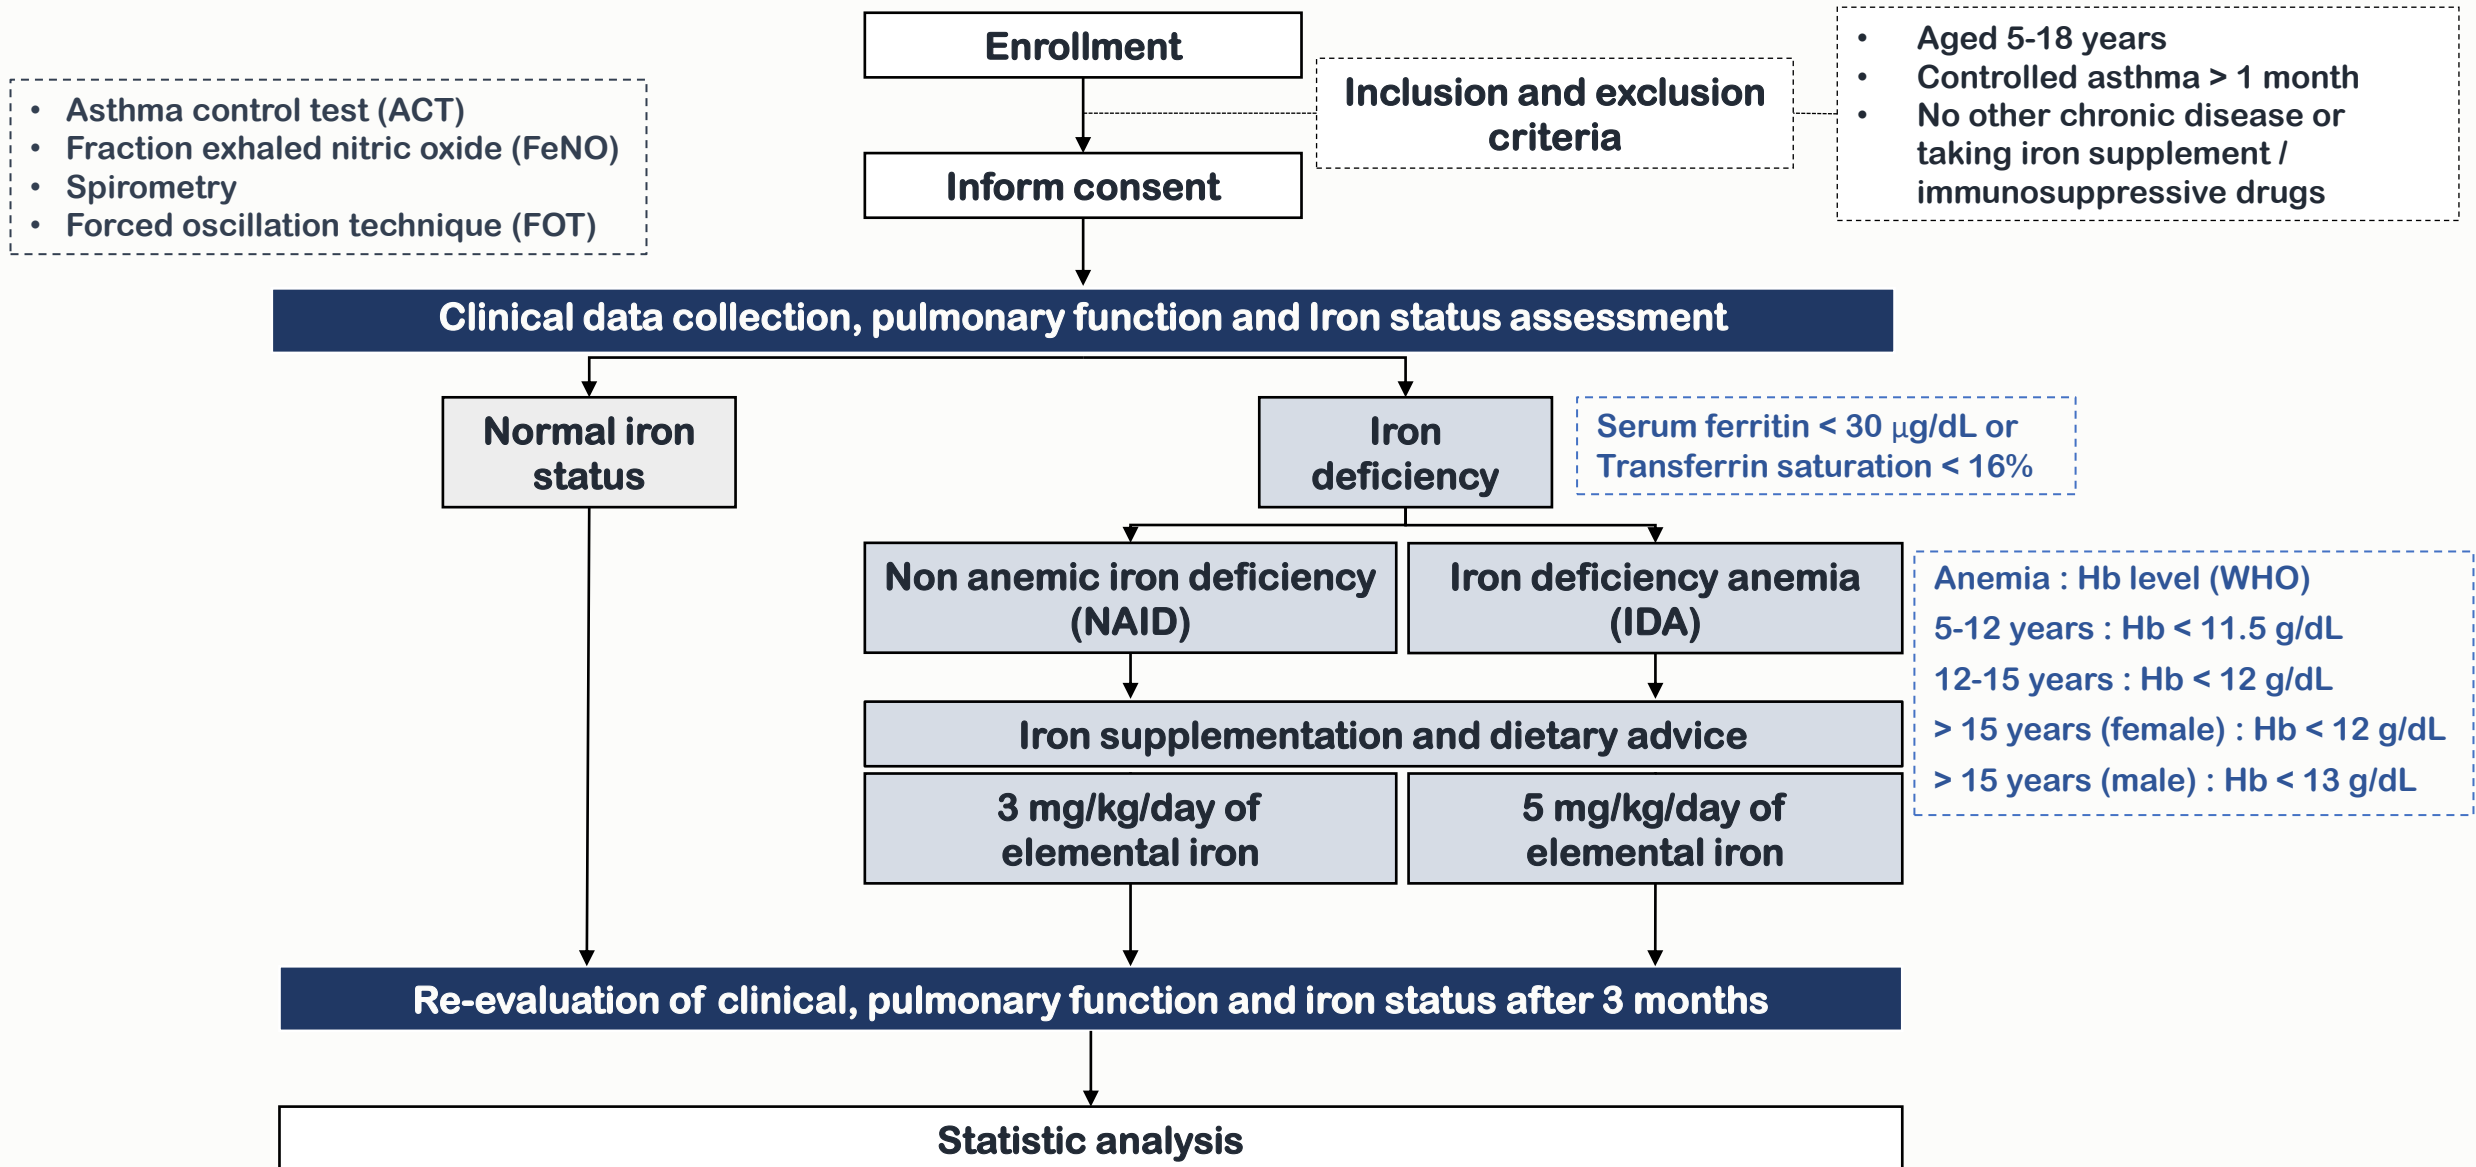 Enrollment
Inclusion and exclusion
criteria
• Aged 5-18 years
• Controlled asthma > 1 month
• No other chronic disease or
taking iron supplement /
immunosuppressive drugs
• Asthma control test (ACT)
• Fraction exhaled nitric oxide (FeNO)
• Spirometry
• Forced oscillation technique (FOT)
Inform consent
Clinical data collection, pulmonary function and Iron status assessment
Normal iron
status
Iron
deficiency
Serum ferritin < 30 µg/dL or
Transferrin saturation < 16%
Non anemic iron deficiency
(NAID)
Iron deficiency anemia
(IDA)
Anemia : Hb level (WHO)
5-12 years : Hb < 11.5 g/dL
12-15 years : Hb < 12 g/dL
> 15 years (female) : Hb < 12 g/dL
> 15 years (male) : Hb < 13 g/dL
Iron supplementation and dietary advice
3 mg/kg/day of
elemental iron
5 mg/kg/day of
elemental iron
Re-evaluation of clinical, pulmonary function and iron status after 3 months
Statistic analysis